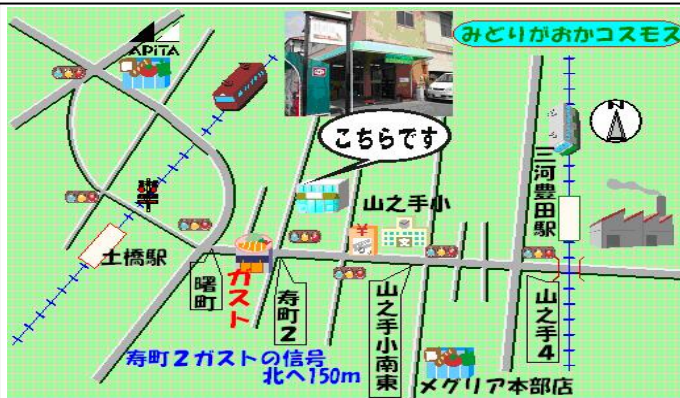 みどりがおかコスモス
APiTA
こちらです
山之手小
三河豊田駅
土橋駅
曙町
ガスト
寿町2
山之手小南東
山之手4
寿町2ガストの信号
北へ150m
メグリア本部店